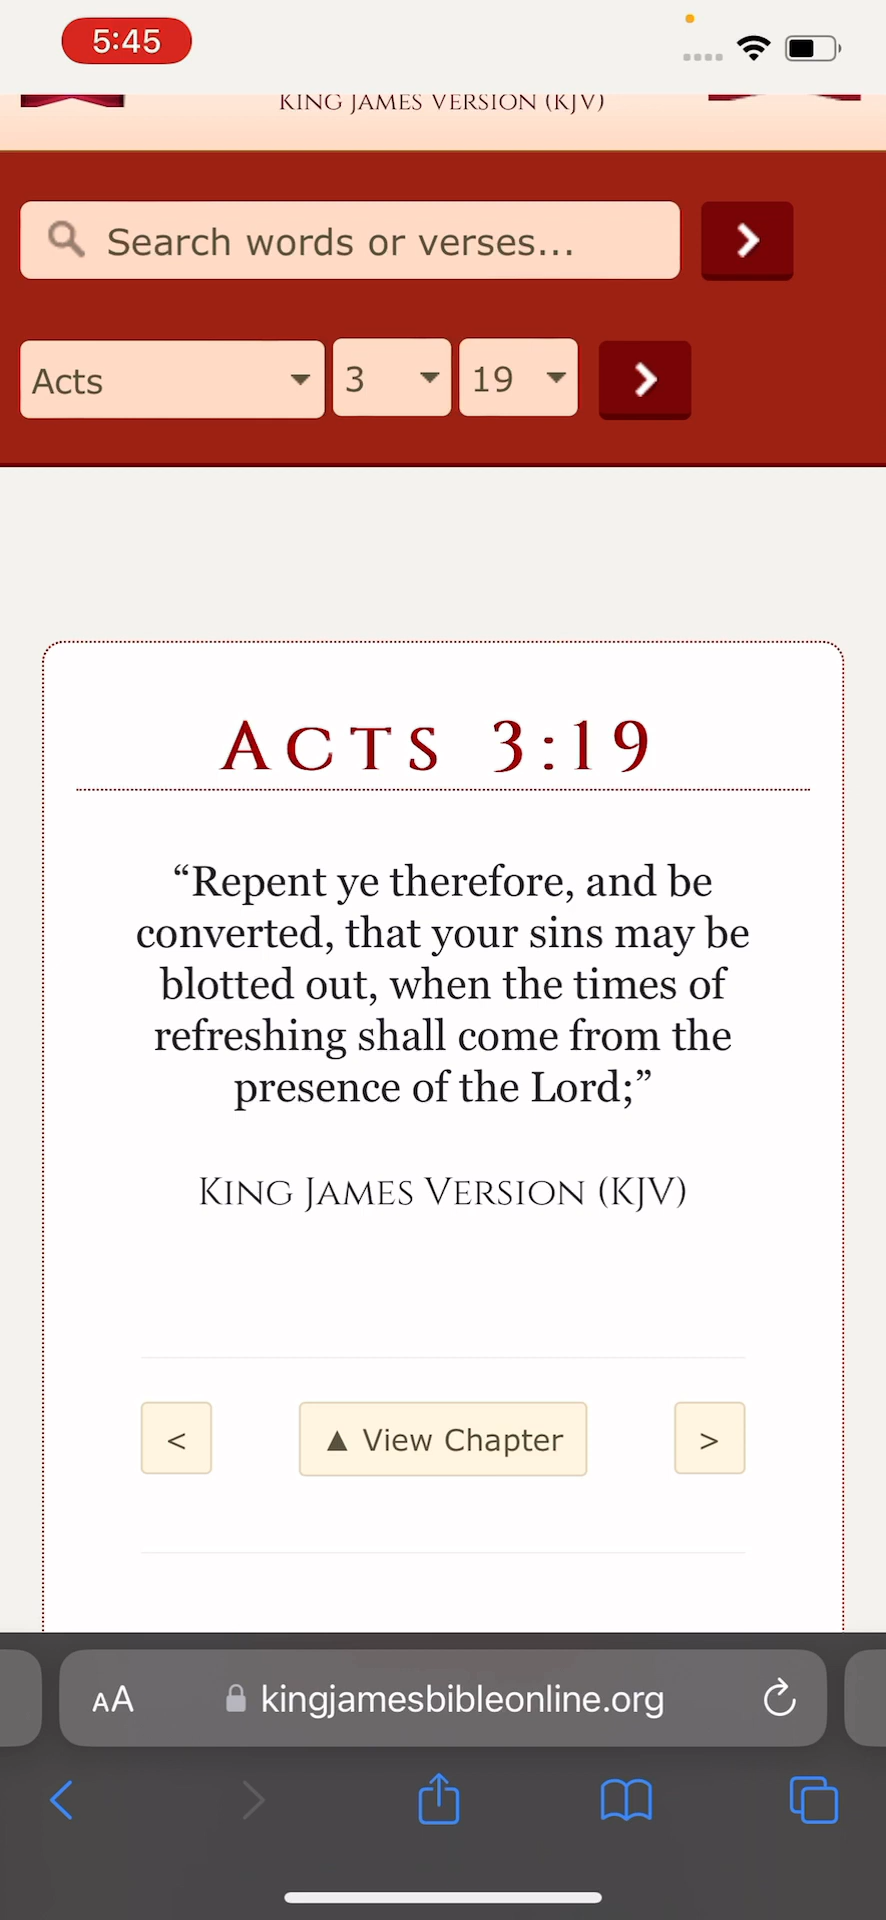 5:45
KING JAMES VERSION (KJV)
Search words or verses...
Acts 3 19
ACTS 3:19
“Repent ye therefore, and be
converted, that your sins may be
blotted out, when the times of
refreshing shall come from the
presence of the Lord;”
KING JAMES VERSION (KJV)
< ▲ View Chapter >
AA kingjamesbibleonline.org